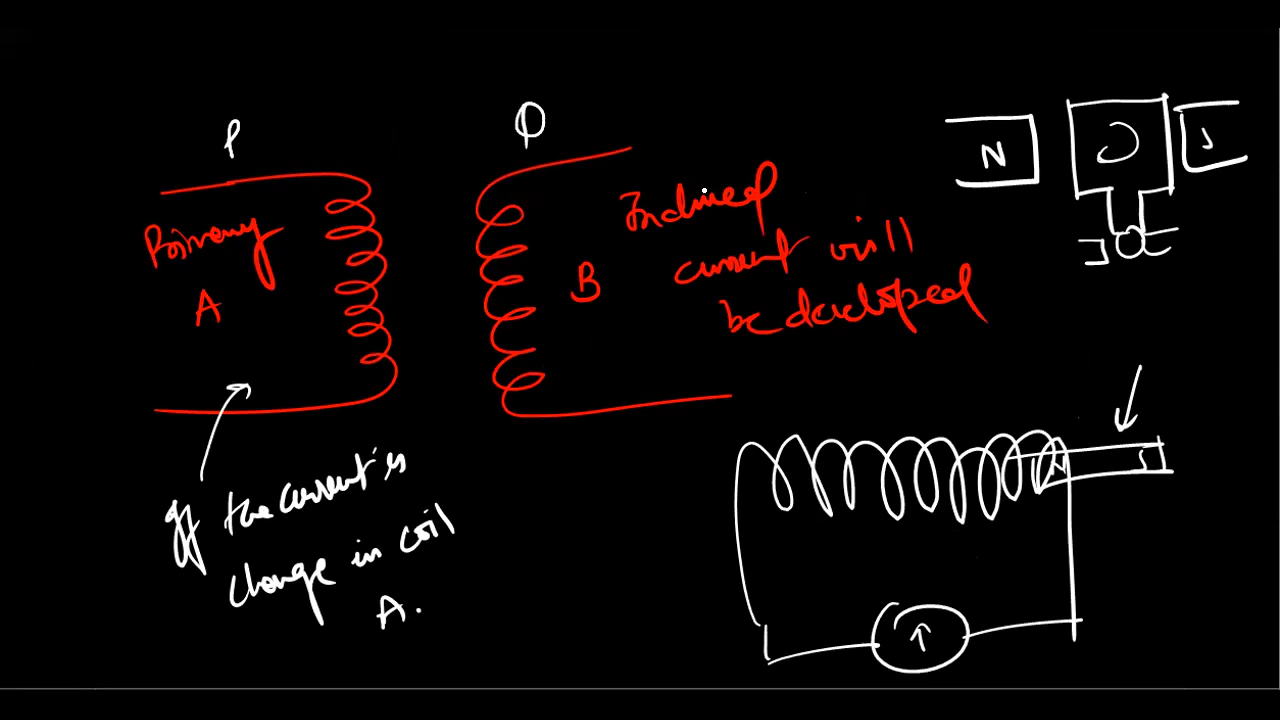 P
Q
Primary
A
B
Induced
current will
be developed
If the current is
change in coil
A.
N
S
N
S